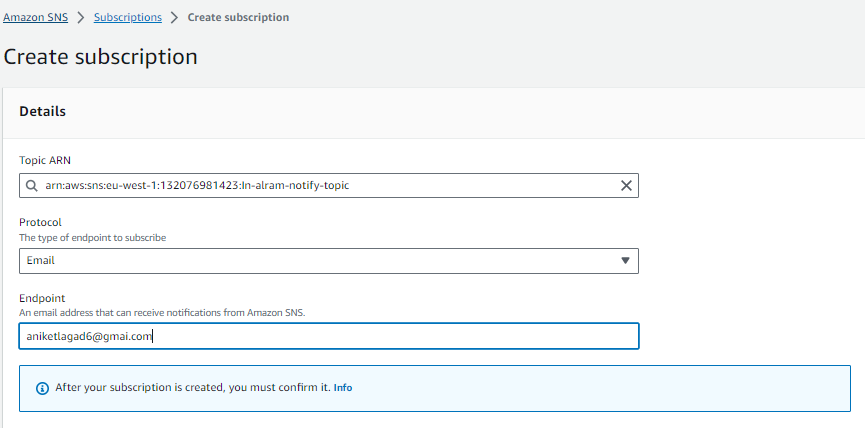 Amazon SNS > Subscriptions > Create subscription
Create subscription
Details
Topic ARN
arn:aws:sns:eu-west-1:132076981423:In-alram-notify-topic
Protocol
The type of endpoint to subscribe
Email
Endpoint
An email address that can receive notifications from Amazon SNS.
aniketlagad6@gmai.com
After your subscription is created, you must confirm it. Info